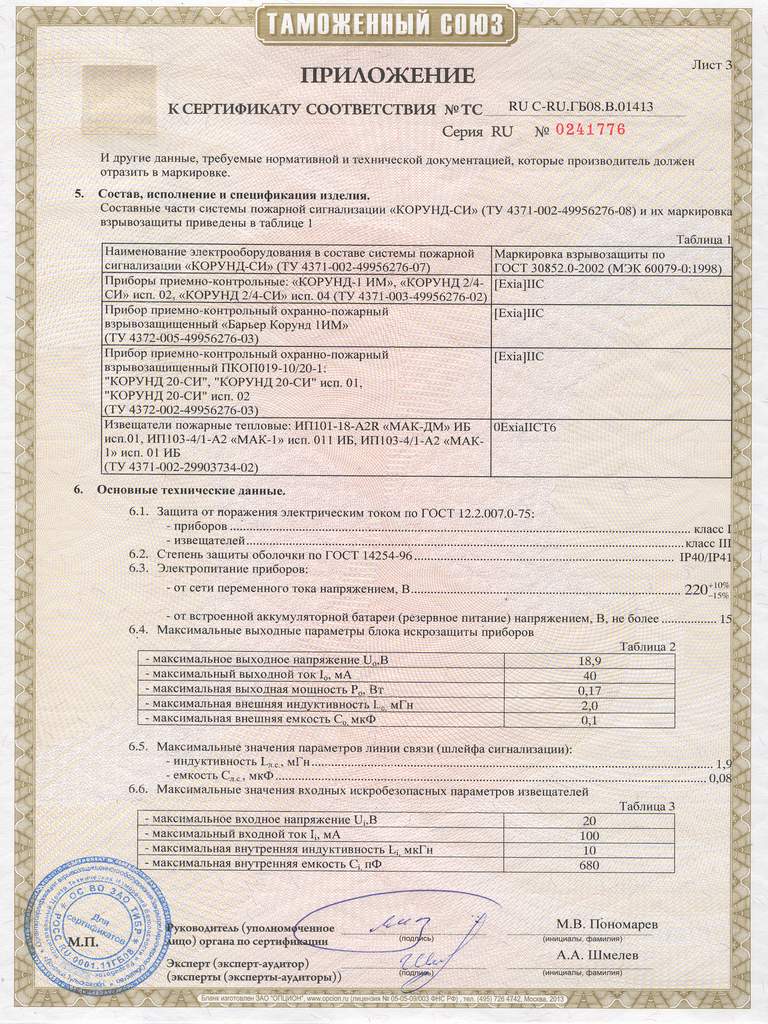 ТАМОЖЕННЫЙ СОЮЗ
Лист 3
ПРИЛОЖЕНИЕ
К СЕРТИФИКАТУ СООТВЕТСТВИЯ №ТС RU C-RU.ГБ08.В.01413
Серия RU № 0241776
И другие данные, требуемые нормативной и технической документацией, которые производитель должен
отразить в маркировке.
5. Состав, исполнение и спецификация изделия.
Составные части системы пожарной сигнализации «КОРУНД-СИ» (ТУ 4371-002-49956276-08) и их маркировка
взрывозащиты приведены в таблице 1
Таблица 1
Наименование электрооборудования в составе системы пожарной
сигнализации «КОРУНД-СИ» (ТУ 4371-002-49956276-07)
Маркировка взрывозащиты по
ГОСТ 30852.0-2002 (МЭК 60079-0:1998)
Приборы приемно-контрольные: «КОРУНД-1 ИМ», «КОРУНД 2/4-
СИ» исп. 02, «КОРУНД 2/4-СИ» исп. 04 (ТУ 4371-003-49956276-02)
[Exia]IIC
Прибор приемно-контрольный охранно-пожарный
взрывозащищенный «Барьер Корунд 1ИМ»
(ТУ 4372-005-49956276-03)
[Exia]IIC
Прибор приемно-контрольный охранно-пожарный
взрывозащищенный ПКОП019-10/20-1:
"КОРУНД 20-СИ", "КОРУНД 20-СИ" исп. 01,
"КОРУНД 20-СИ" исп. 02
(ТУ 4372-002-49956276-03)
[Exia]IIC
Извещатели пожарные тепловые: ИП101-18-A2R «МАК-ДМ» ИБ
исп.01, ИП103-4/1-А2 «МАК-1» исп. 011 ИБ, ИП103-4/1-А2 «МАК-
1» исп. 01 ИБ
(ТУ 4371-002-29903734-02)
0ExiaIICT6
6. Основные технические данные.
6.1. Защита от поражения электрическим током по ГОСТ 12.2.007.0-75:
- приборов ... класс I
- извещателей ... класс III
6.2. Степень защиты оболочки по ГОСТ 14254-96 ... IP40/IP41
6.3. Электропитание приборов:
- от сети переменного тока напряжением, В ... 220 +10% −15%
- от встроенной аккумуляторной батареи (резервное питание) напряжением, В, не более ... 15
6.4. Максимальные выходные параметры блока искрозащиты приборов
Таблица 2
- максимальное выходное напряжение Uo,В 18,9
- максимальный выходной ток Io, мА 40
- максимальная выходная мощность Po, Вт 0,17
- максимальная внешняя индуктивность Lo, мГн 2,0
- максимальная внешняя емкость Co, мкФ 0,1
6.5. Максимальные значения параметров линии связи (шлейфа сигнализации):
- индуктивность Lл.с., мГн ... 1,9
- емкость Сл.с., мкФ ... 0,08
6.6. Максимальные значения входных искробезопасных параметров извещателей
Таблица 3
- максимальное входное напряжение Ui,В 20
- максимальный входной ток Ii, мА 100
- максимальная внутренняя индуктивность Li, мкГн 10
- максимальная внутренняя емкость Ci, пФ 680
Руководитель (уполномоченное
лицо) органа по сертификации
(подпись)
М.В. Пономарев
(инициалы, фамилия)
Эксперт (эксперт-аудитор)
(эксперты (эксперты-аудиторы))
(подпись)
А.А. Шмелев
(инициалы, фамилия)
М.П.
ОС ВО ЗАО ТИБР
Для
сертификатов
РОСС RU.0001.11ГБ08
Бланк изготовлен ЗАО "ОПЦИОН", www.opcion.ru (лицензия № 05-05-09/003 ФНС РФ), тел. (495) 726 4742, Москва, 2013